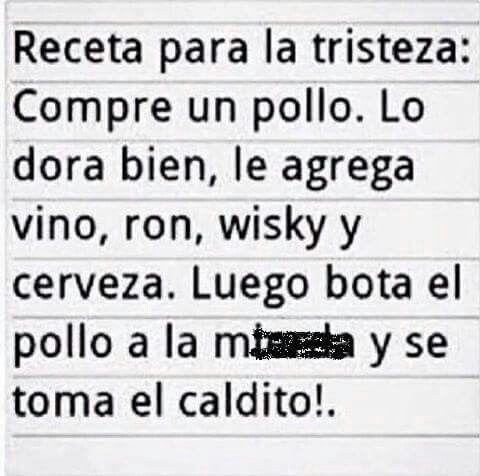 Receta para la tristeza:
Compre un pollo. Lo
dora bien, le agrega
vino, ron, wisky y
cerveza. Luego bota el
pollo a la y se
toma el caldito!.